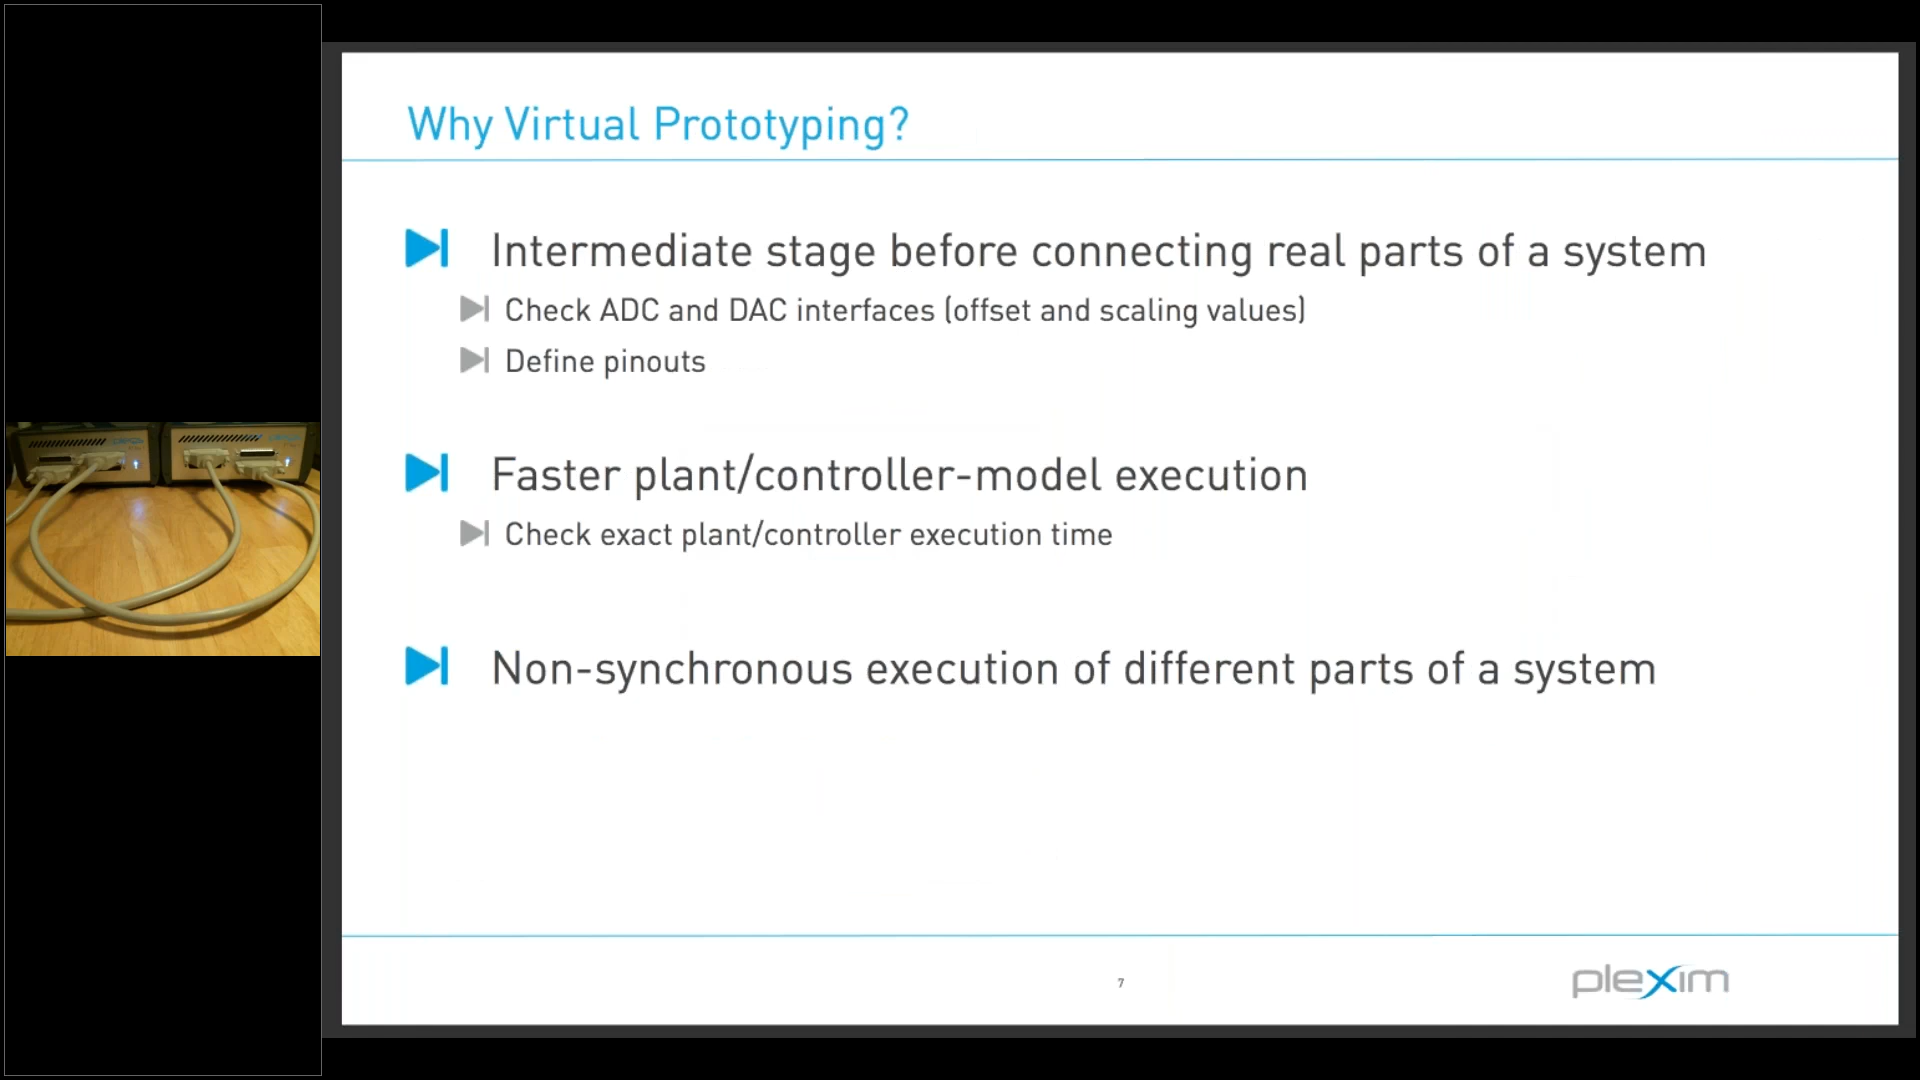 Why Virtual Prototyping?
Intermediate stage before connecting real parts of a system
Check ADC and DAC interfaces (offset and scaling values)
Define pinouts
Faster plant/controller-model execution
Check exact plant/controller execution time
Non-synchronous execution of different parts of a system
7
plexim